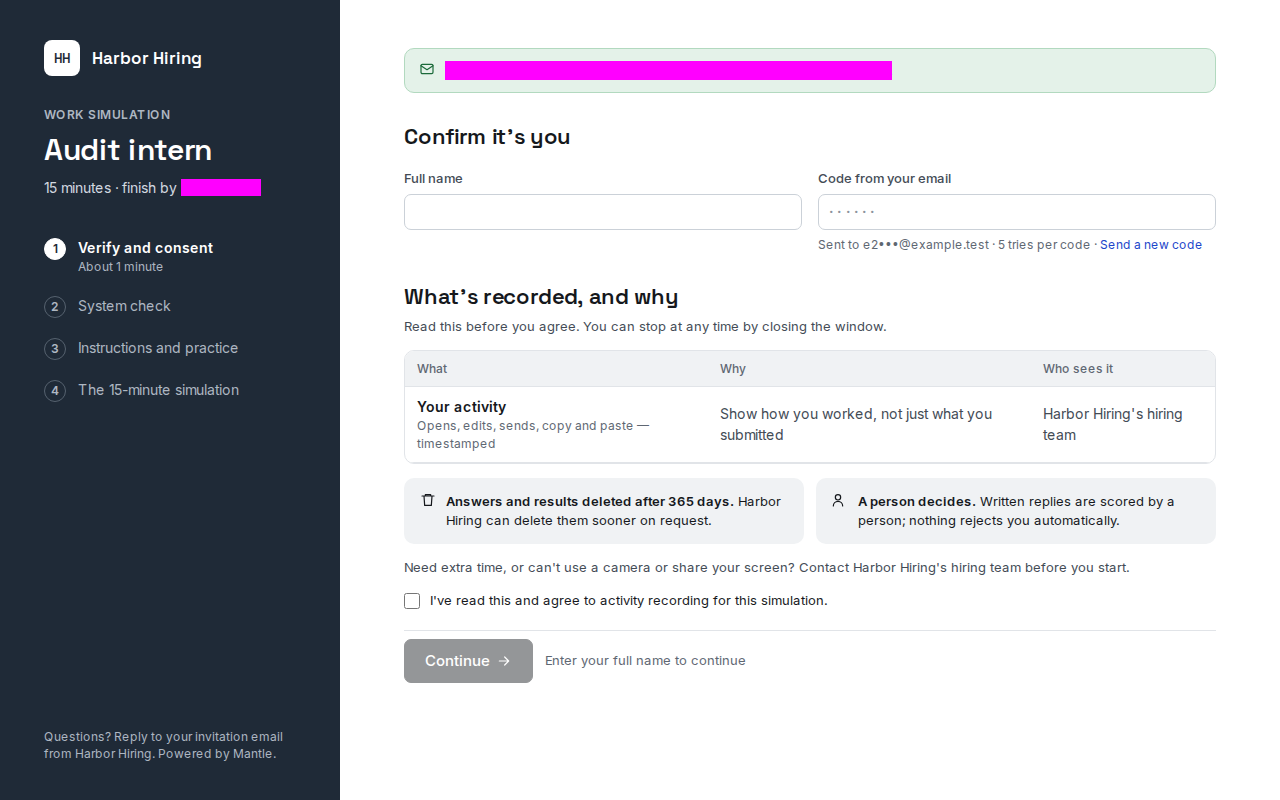 HH Harbor Hiring
WORK SIMULATION
Audit intern
15 minutes · finish by
1 Verify and consent
About 1 minute
2 System check
3 Instructions and practice
4 The 15-minute simulation
Questions? Reply to your invitation email
from Harbor Hiring. Powered by Mantle.
Confirm it's you
Full name
Code from your email
······
Sent to e2•••@example.test · 5 tries per code · Send a new code
What's recorded, and why
Read this before you agree. You can stop at any time by closing the window.
What Why Who sees it
Your activity
Opens, edits, sends, copy and paste —
timestamped
Show how you worked, not just what you
submitted
Harbor Hiring's hiring
team
Answers and results deleted after 365 days. Harbor
Hiring can delete them sooner on request.
A person decides. Written replies are scored by a
person; nothing rejects you automatically.
Need extra time, or can't use a camera or share your screen? Contact Harbor Hiring's hiring team before you start.
I've read this and agree to activity recording for this simulation.
Continue → Enter your full name to continue